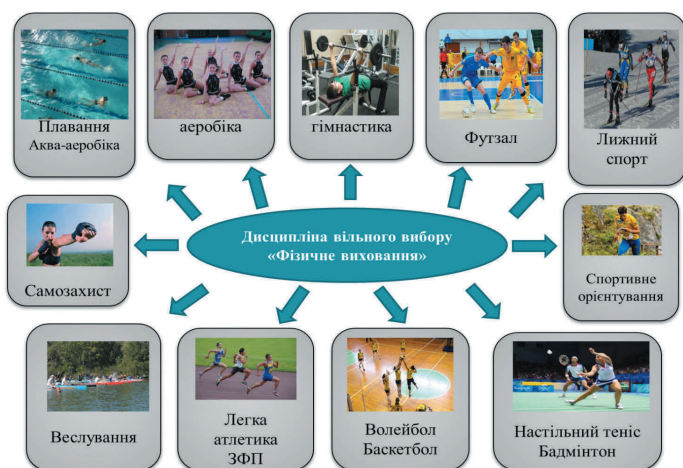 Плавання
Аква-аеробіка
аеробіка
гімнастика
Футзал
Лижний
спорт
Дисципліна вільного вибору
«Фізичне виховання»
Самозахист
Спортивне
орієнтування
Веслування
Легка
атлетика
ЗФП
Волейбол
Баскетбол
Настільний теніс
Бадмінтон